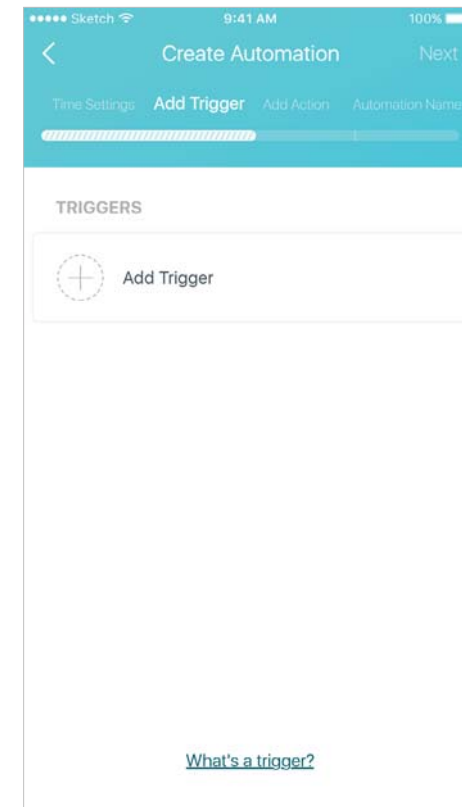 Sketch 9:41 AM 100%
Create Automation Next
Time Settings Add Trigger Add Action Automation Name
TRIGGERS
Add Trigger
What's a trigger?